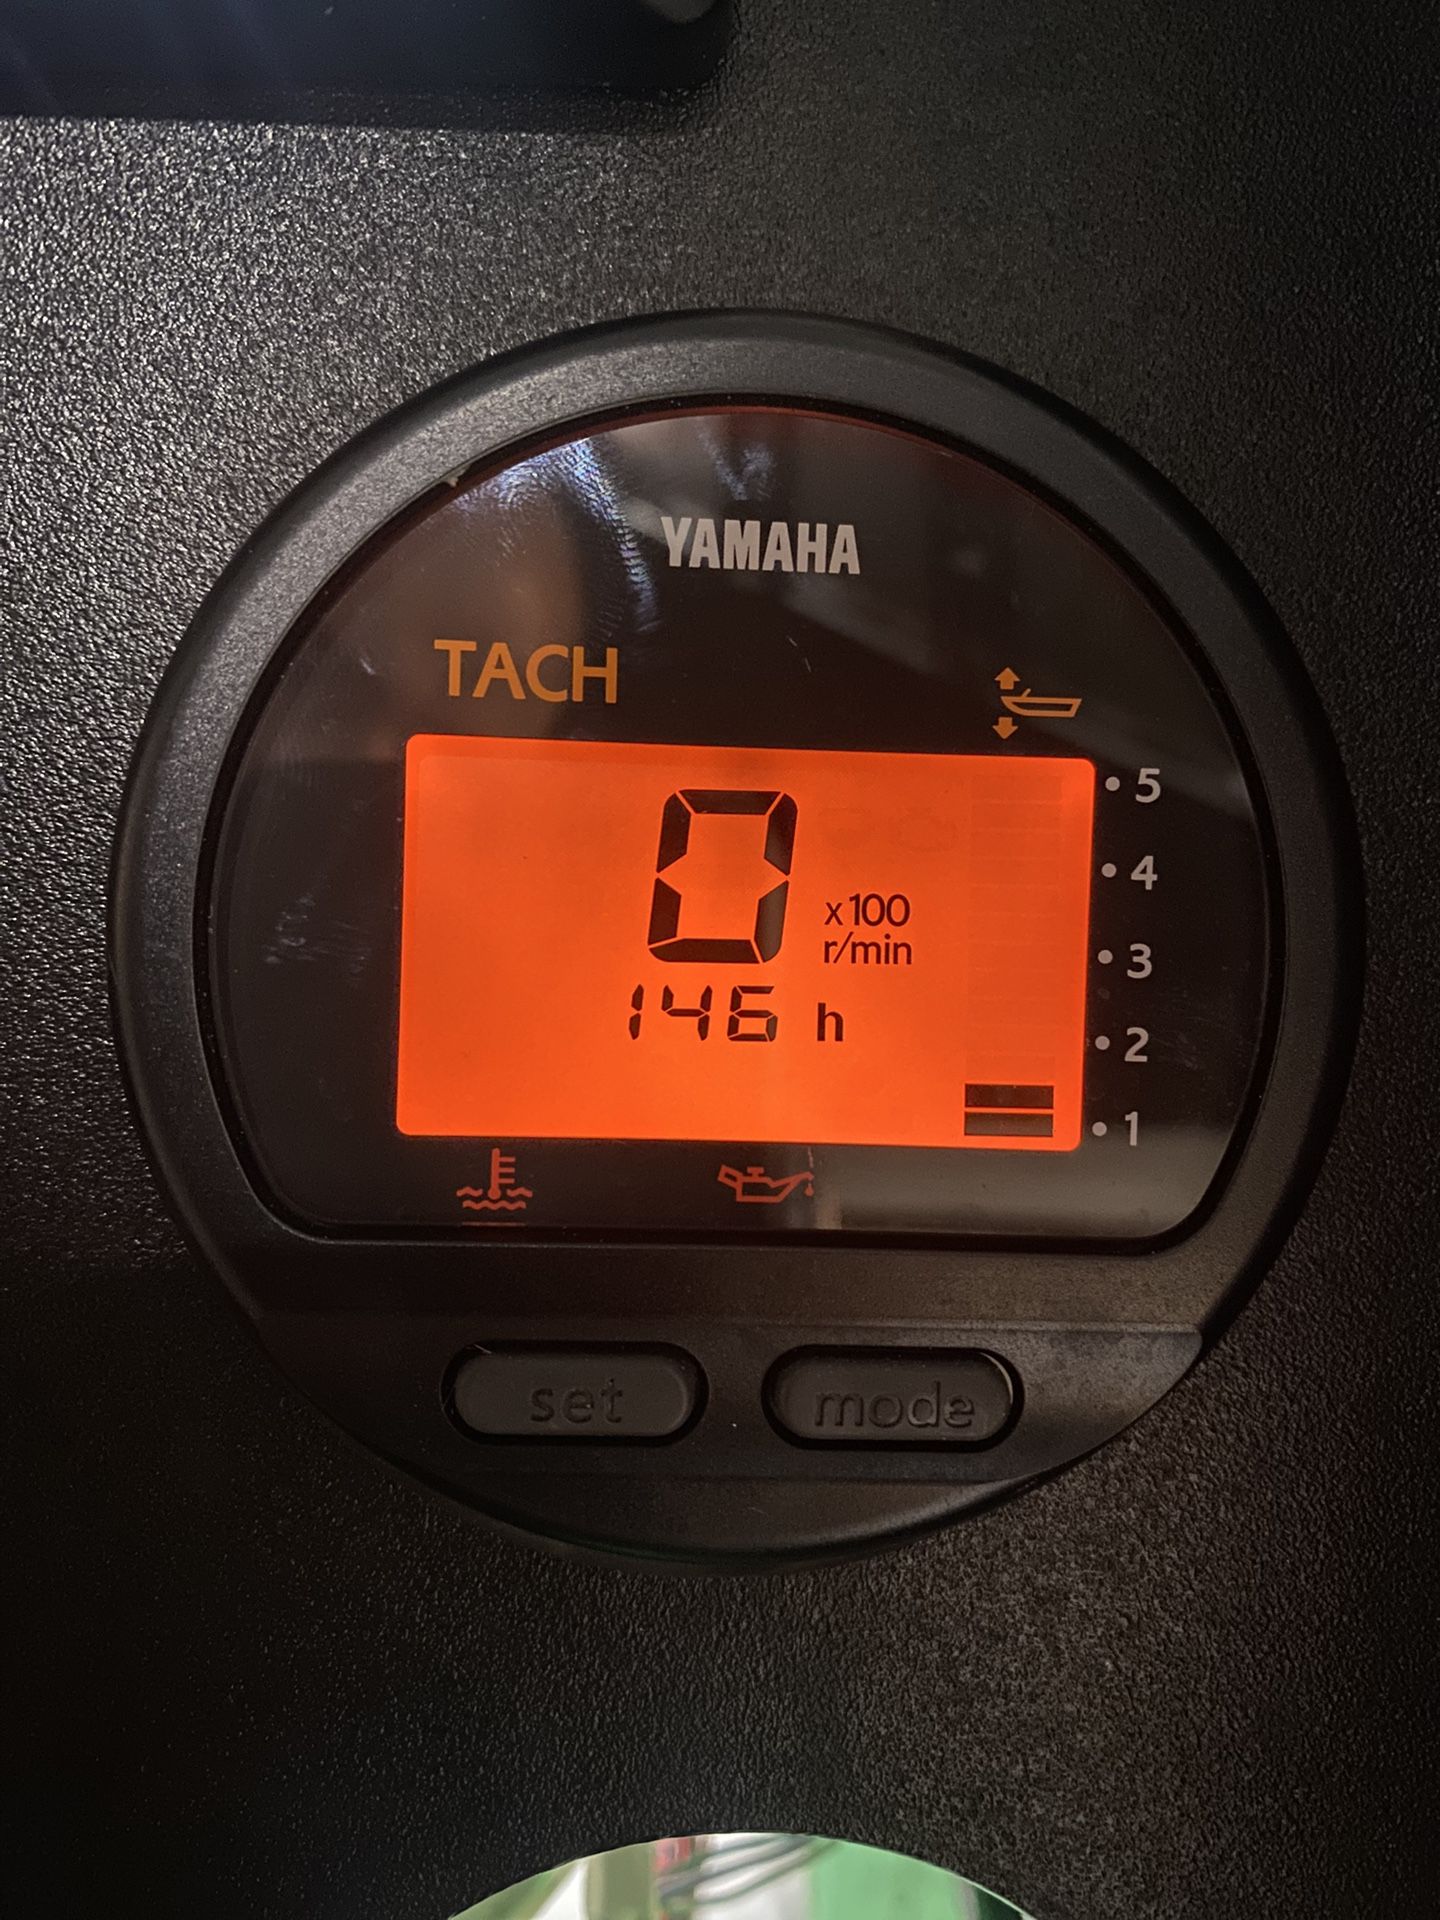 YAMAHA
TACH
0 x100 r/min
146 h
5
4
3
2
1
set
mode